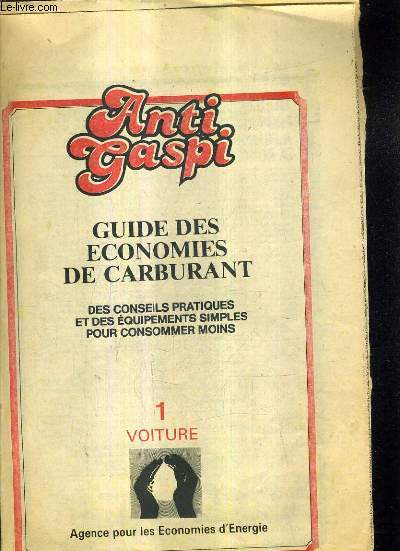 Le-livre.com
Anti
Gaspi
GUIDE DES
ECONOMIES
DE CARBURANT
DES CONSEILS PRATIQUES
ET DES ÉQUIPEMENTS SIMPLES
POUR CONSOMMER MOINS
1
VOITURE
Agence pour les Economies d'Energie